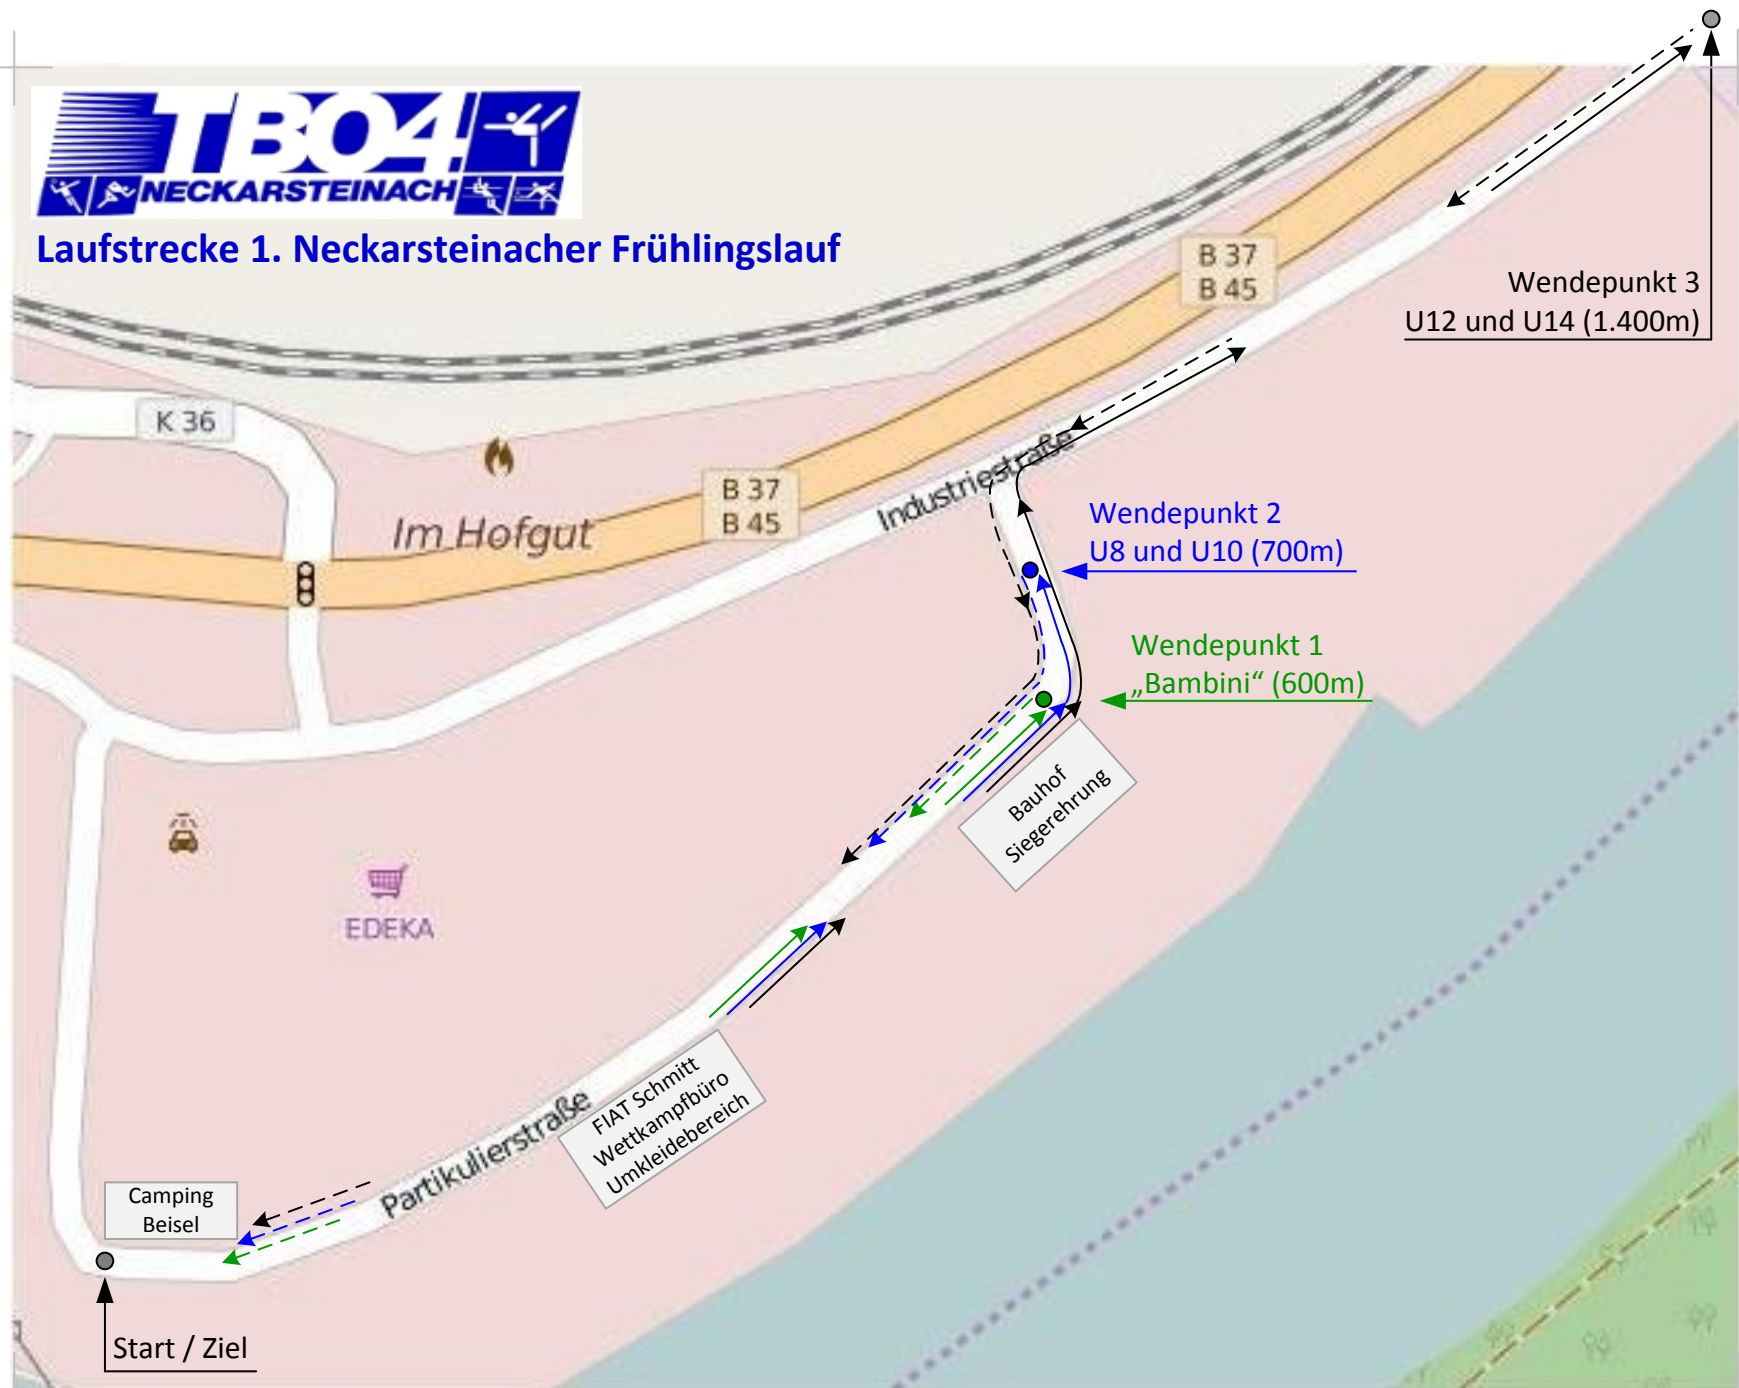 TBO4!
NECKARSTEINACH
Laufstrecke 1. Neckarsteinacher Frühlingslauf
B 37
B 45
Wendepunkt 3
U12 und U14 (1.400m)
K 36
Im Hofgut
B 37
B 45
Industriestraße
Wendepunkt 2
U8 und U10 (700m)
Wendepunkt 1
„Bambini“ (600m)
Bauhof
Siegerehrung
EDEKA
FIAT Schmitt
Wettkampfbüro
Umkleidebereich
Partikulierstraße
Camping
Beisel
Start / Ziel